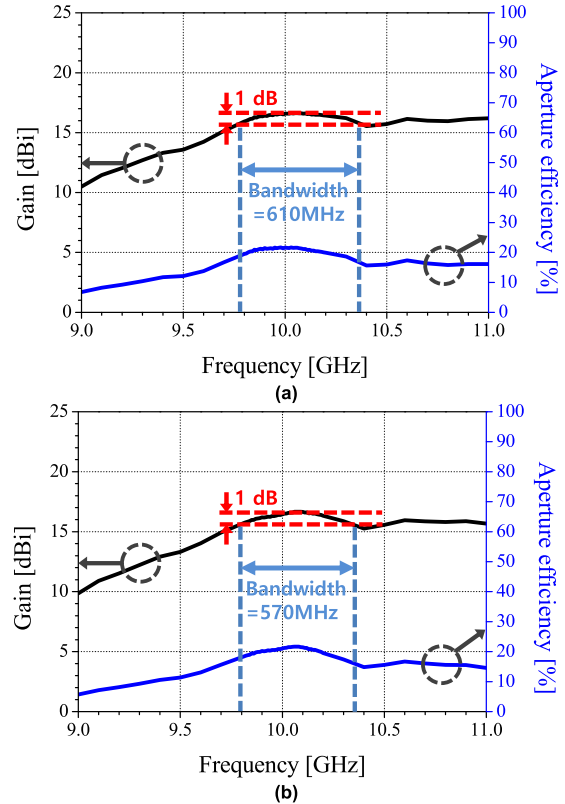 25
20
15
10
5
0
Gain [dBi]
1 dB
Bandwidth
=610MHz
100
90
80
70
60
50
40
30
20
10
0
Aperture efficiency [%]
9.0 9.5 10.0 10.5 11.0
Frequency [GHz]
(a)
25
20
15
10
5
0
Gain [dBi]
1 dB
Bandwidth
=570MHz
100
90
80
70
60
50
40
30
20
10
0
Aperture efficiency [%]
9.0 9.5 10.0 10.5 11.0
Frequency [GHz]
(b)